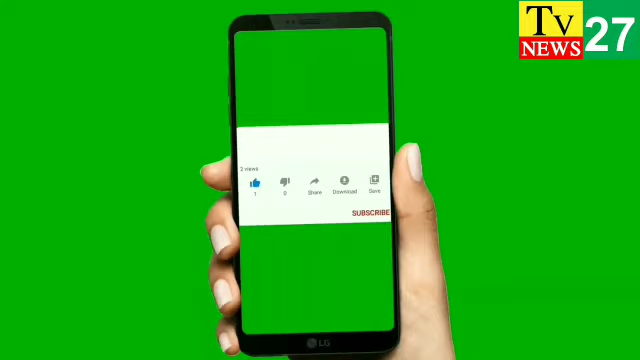 Tv
NEWS
27
2 views
1
0
Share
Download
Save
SUBSCRIBE
LG